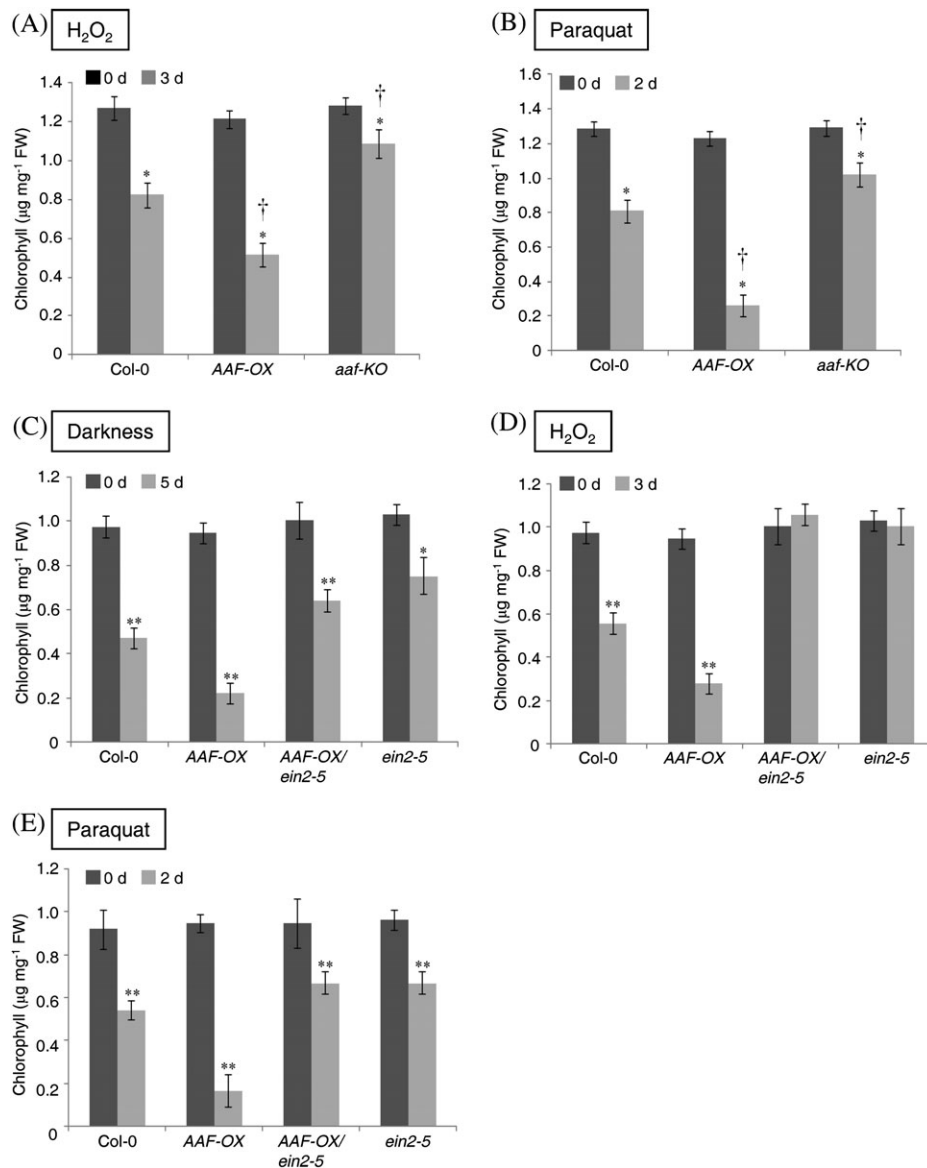 (A) H₂O₂
0 d 3 d
Chlorophyll (µg mg⁻¹ FW)
1.4
1.2
1.0
0.8
0.6
0.4
0.2
0
*
†
*
†
*
Col-0 AAF-OX aaf-KO
(B) Paraquat
0 d 2 d
Chlorophyll (µg mg⁻¹ FW)
1.6
1.4
1.2
1.0
0.8
0.6
0.4
0.2
0
*
†
*
†
*
Col-0 AAF-OX aaf-KO
(C) Darkness
0 d 5 d
Chlorophyll (µg mg⁻¹ FW)
1.2
1.0
0.8
0.6
0.4
0.2
0
**
**
**
*
Col-0 AAF-OX AAF-OX/ ein2-5
ein2-5
(D) H₂O₂
0 d 3 d
Chlorophyll (µg mg⁻¹ FW)
1.2
1.0
0.8
0.6
0.4
0.2
0
**
**
Col-0 AAF-OX AAF-OX/ ein2-5
ein2-5
(E) Paraquat
0 d 2 d
Chlorophyll (µg mg⁻¹ FW)
1.2
1.0
0.8
0.6
0.4
0.2
0
**
**
**
**
Col-0 AAF-OX AAF-OX/ ein2-5
ein2-5